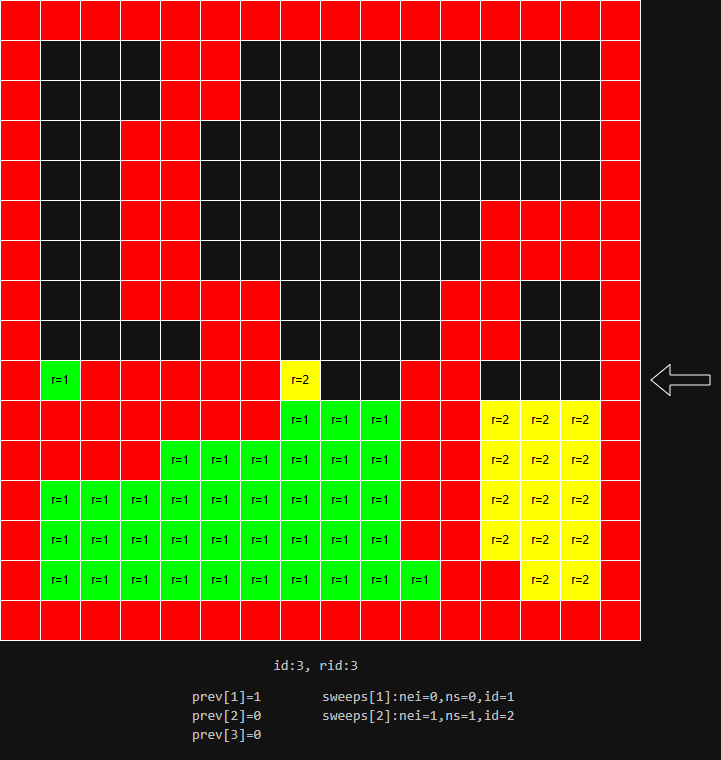 r=1 r=2
r=1 r=1 r=1 r=2 r=2 r=2
r=1 r=1 r=1 r=1 r=1 r=1 r=2 r=2 r=2
r=1 r=1 r=1 r=1 r=1 r=1 r=1 r=1 r=1 r=2 r=2 r=2
r=1 r=1 r=1 r=1 r=1 r=1 r=1 r=1 r=1 r=2 r=2 r=2
r=1 r=1 r=1 r=1 r=1 r=1 r=1 r=1 r=1 r=1 r=2 r=2
id:3, rid:3
prev[1]=1 sweeps[1]:nei=0,ns=0,id=1
prev[2]=0 sweeps[2]:nei=1,ns=1,id=2
prev[3]=0